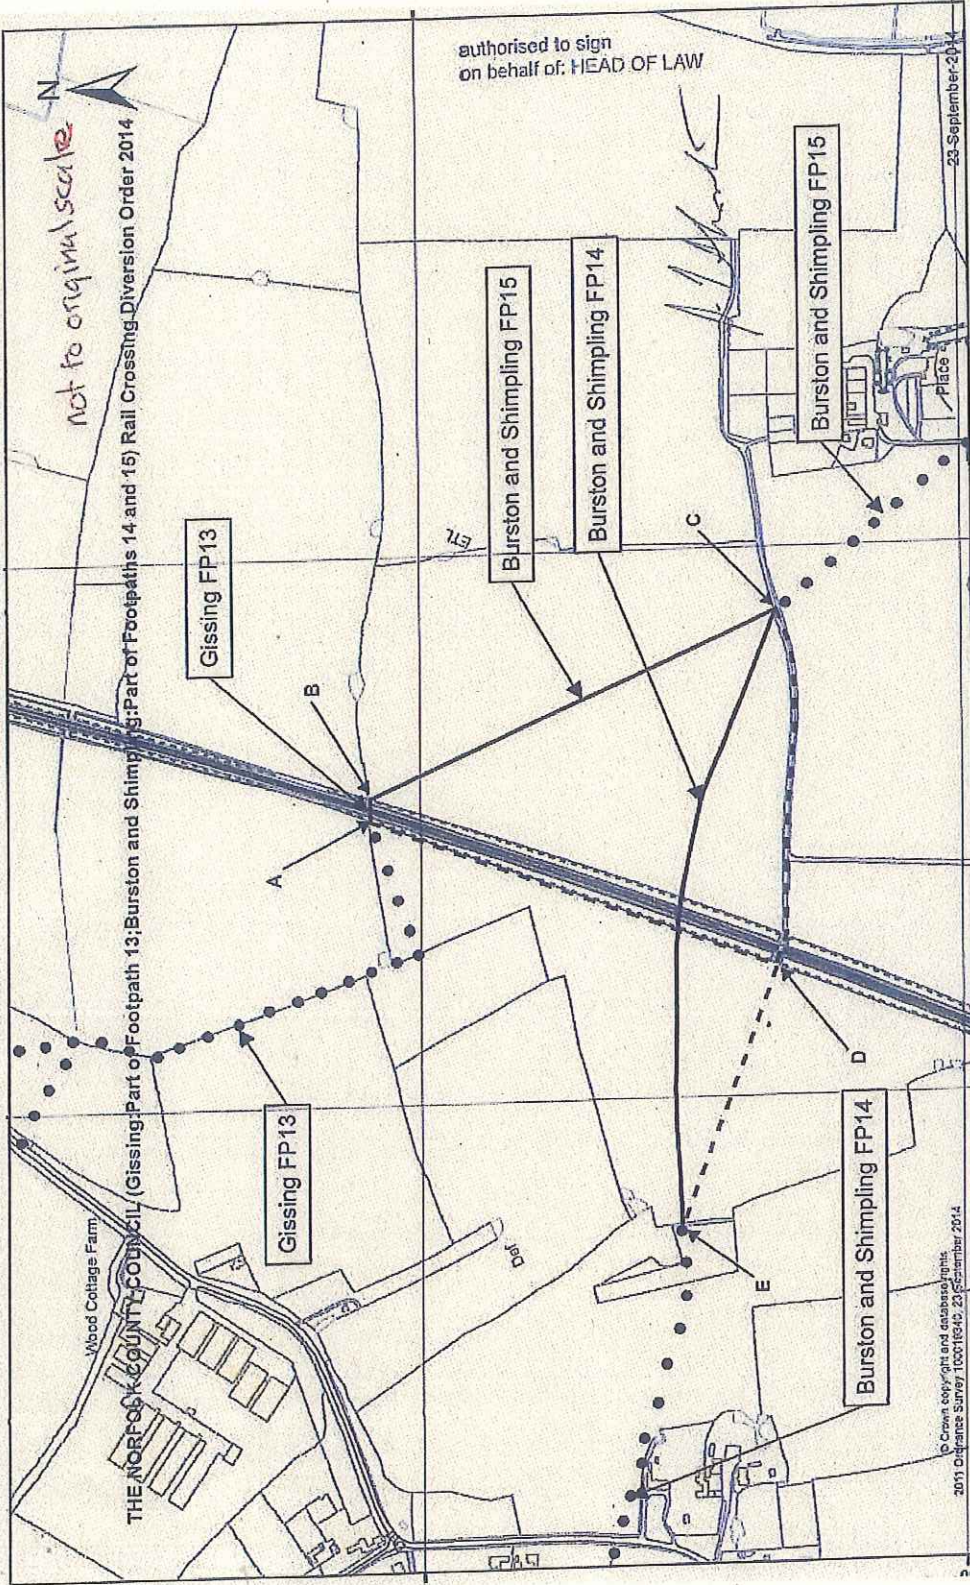 THE NORFOLK COUNTY COUNCIL (Gissing:Part of Footpath 13;Burston and Shimpling:Part of Footpaths 14 and 15) Rail Crossing Diversion Order 2014
not to original scale
N
Wood Cottage Farm
Gissing FP13
Gissing FP13
A
B
authorised to sign
on behalf of: HEAD OF LAW
ETL
Burston and Shimpling FP15
Burston and Shimpling FP14
C
Def
E
D
Burston and Shimpling FP15
Place
Burston and Shimpling FP14
© Crown copyright and database rights
2011 Ordnance Survey 100019340, 23 September 2014
23-September-2014